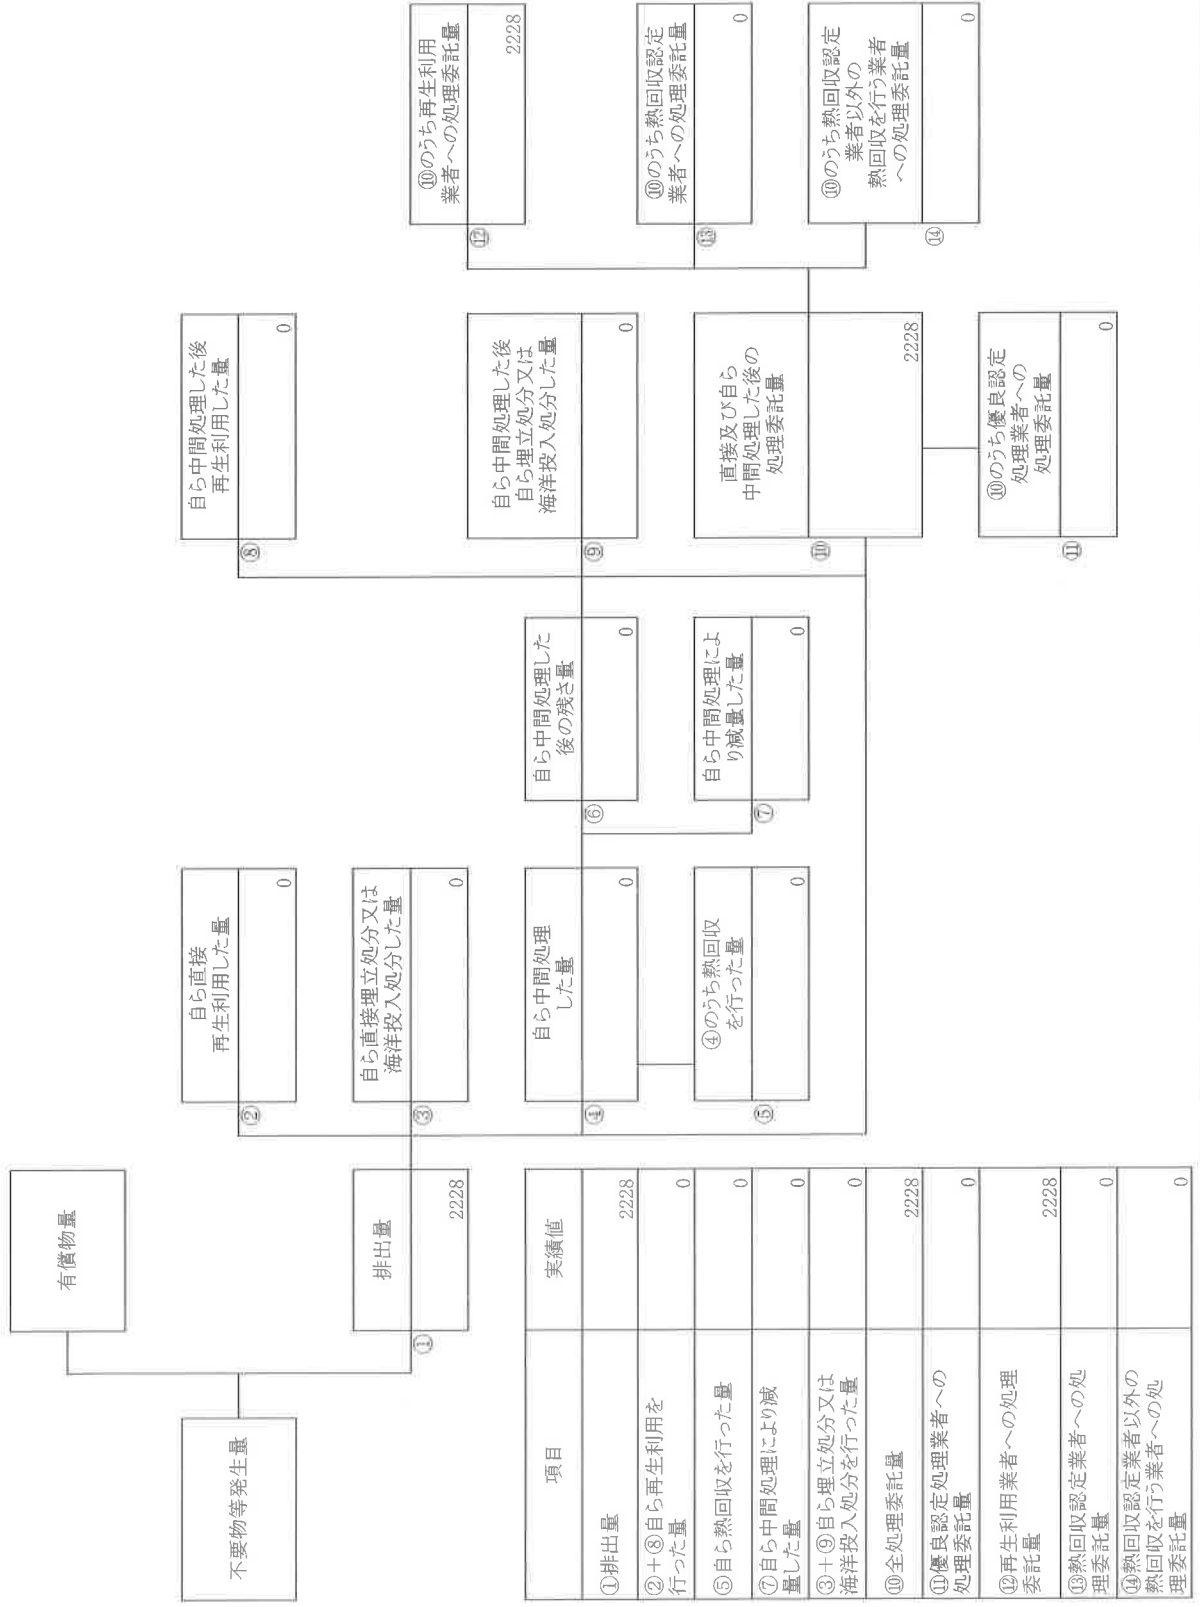 不要物等発生量
有償物量
排出量
①
2228
自ら直接
再生利用した量
②
0
自ら直接埋立処分又は
海洋投入処分した量
③
0
自ら中間処理
した量
④
0
④のうち熱回収
を行った量
⑤
0
自ら中間処理した
後の残さ量
⑥
0
自ら中間処理によ
り減量した量
⑦
0
自ら中間処理した後
再生利用した量
⑧
0
自ら中間処理した後
自ら埋立処分又は
海洋投入処分した量
⑨
0
直接及び自ら
中間処理した後の
処理委託量
⑩
2228
⑩のうち優良認定
処理業者への
処理委託量
⑪
0
⑩のうち再生利用
業者への処理委託量
⑫
2228
⑩のうち熱回収認定
業者への処理委託量
⑬
0
⑩のうち熱回収認定
業者以外の
熱回収を行う業者
への処理委託量
⑭
0
項目
実績値
①排出量
2228
②＋⑧自ら再生利用を
行った量
0
⑤自ら熱回収を行った量
0
⑦自ら中間処理により減
量した量
0
③＋⑨自ら埋立処分又は
海洋投入処分を行った量
0
⑩全処理委託量
2228
⑪優良認定処理業者への
処理委託量
0
⑫再生利用業者への処理
委託量
2228
⑬熱回収認定業者への処
理委託量
0
⑭熱回収認定業者以外の
熱回収を行う業者への処
理委託量
0